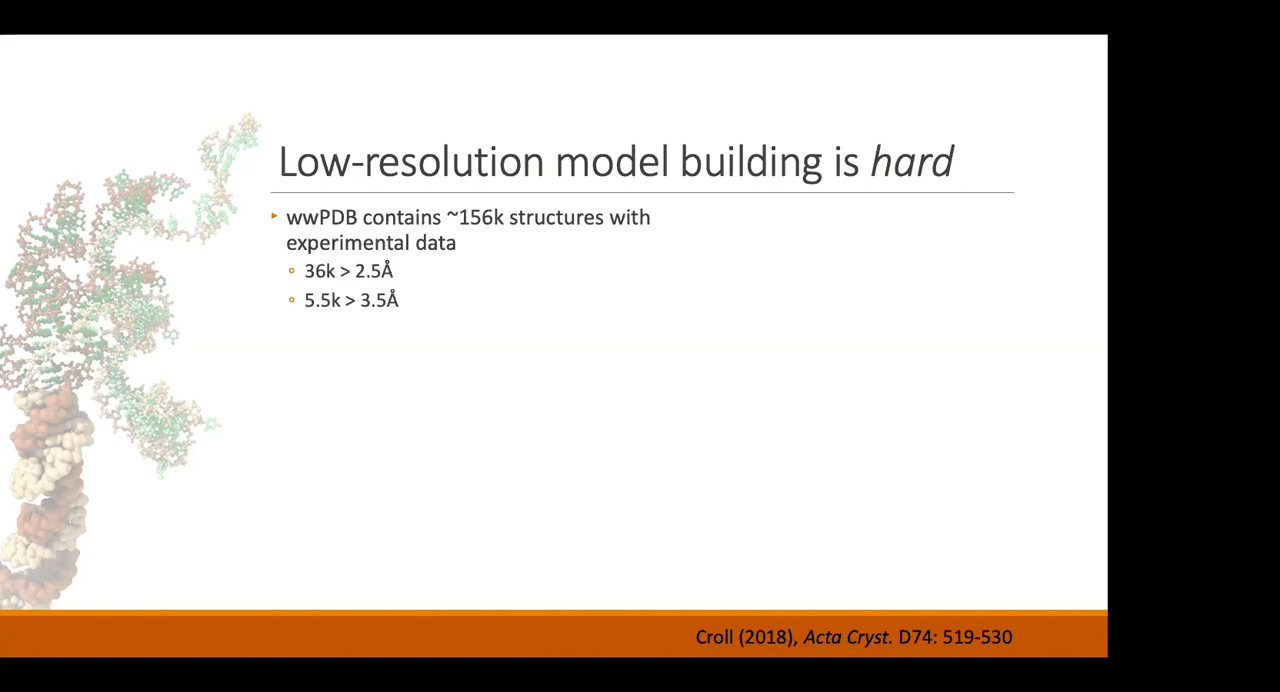 Low-resolution model building is hard
‣ wwPDB contains ~156k structures with
experimental data
◦ 36k > 2.5Å
◦ 5.5k > 3.5Å
Croll (2018), Acta Cryst. D74: 519-530